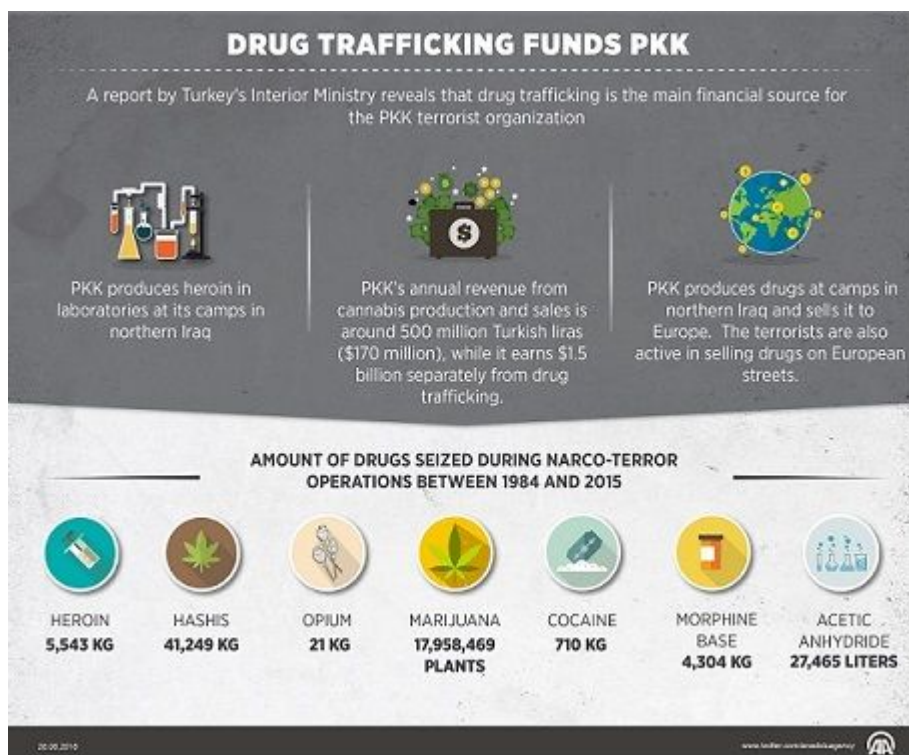 DRUG TRAFFICKING FUNDS PKK
A report by Turkey's Interior Ministry reveals that drug trafficking is the main financial source for
the PKK terrorist organization
PKK produces heroin in
laboratories at its camps in
northern Iraq
PKK's annual revenue from
cannabis production and sales is
around 500 million Turkish liras
($170 million), while it earns $1.5
billion separately from drug
trafficking.
PKK produces drugs at camps in
northern Iraq and sells it to
Europe. The terrorists are also
active in selling drugs on European
streets.
AMOUNT OF DRUGS SEIZED DURING NARCO-TERROR
OPERATIONS BETWEEN 1984 AND 2015
HEROIN
5,543 KG
HASHIS
41,249 KG
OPIUM
21 KG
MARIJUANA
17,958,469
PLANTS
COCAINE
710 KG
MORPHINE
BASE
4,304 KG
ACETIC
ANHYDRIDE
27,465 LITERS
AA